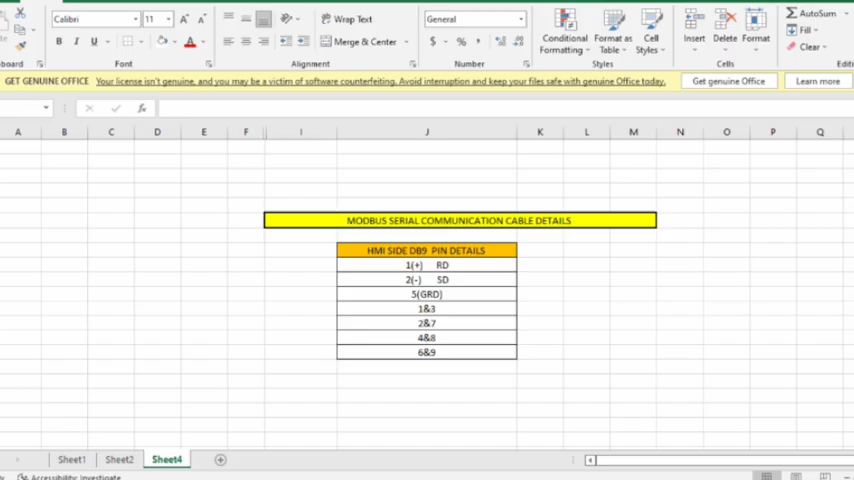 Calibri 11 A A Wrap Text General AutoSum
B I U A Merge & Center $ % Conditional Formatting Format as Table Cell Styles Insert Delete Format Fill Clear
Font Alignment Number Styles Cells
GET GENUINE OFFICE Your license isn't genuine, and you may be a victim of software counterfeiting. Avoid interruption and keep your files safe with genuine Office today. Get genuine Office Learn more
fx
A B C D E F I J K L M N O P Q
MODBUS SERIAL COMMUNICATION CABLE DETAILS
HMI SIDE DB9 PIN DETAILS
1(+) RD
2(-) SD
5(GRD)
1&3
2&7
4&8
6&9
Sheet1 Sheet2 Sheet4
Accessibility: Investigate